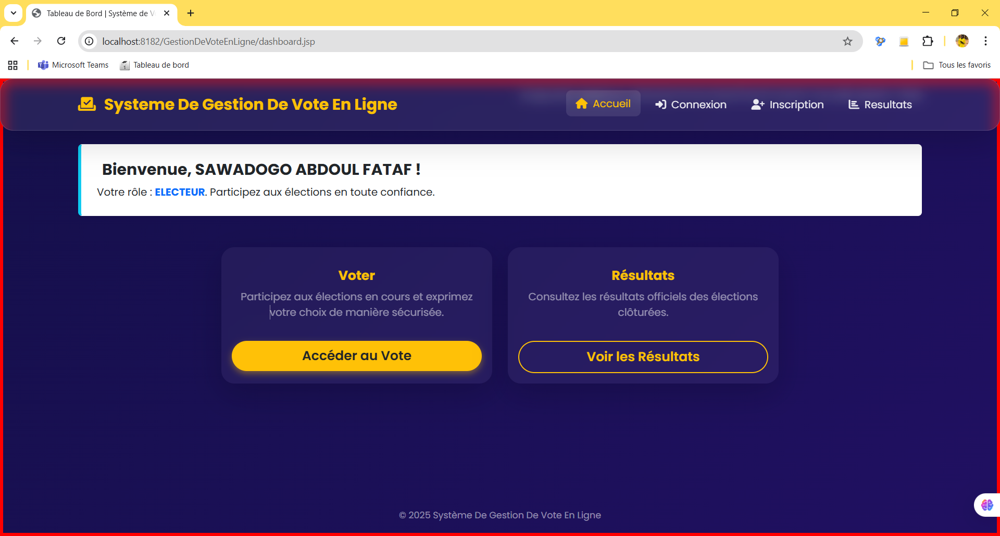 Tableau de Bord | Système de V
localhost:8182/GestionDeVoteEnLigne/dashboard.jsp
Microsoft Teams
Tableau de bord
Tous les favoris
Systeme De Gestion De Vote En Ligne
Accueil
Connexion
Inscription
Resultats
Bienvenue, SAWADOGO ABDOUL FATAF !
Votre rôle : ELECTEUR. Participez aux élections en toute confiance.
Voter
Participez aux élections en cours et exprimez
votre choix de manière sécurisée.
Accéder au Vote
Résultats
Consultez les résultats officiels des élections
clôturées.
Voir les Résultats
© 2025 Système De Gestion De Vote En Ligne